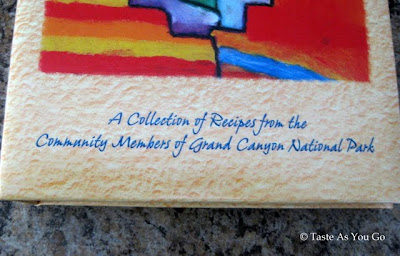 A Collection of Recipes from the
Community Members of Grand Canyon National Park
© Taste As You Go